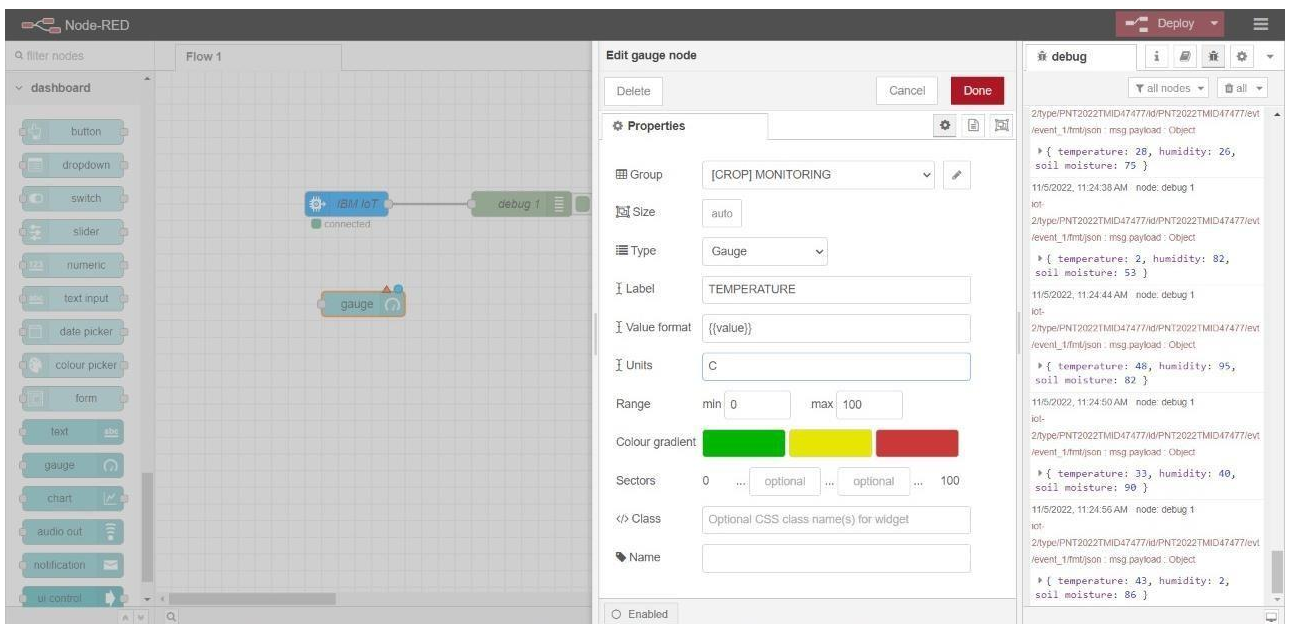 Node-RED
Deploy
filter nodes
Flow 1
dashboard
button
dropdown
switch
slider
123 numeric
abc text input
date picker
colour picker
form
text abc
gauge
chart
audio out
notification
ui control
IBM IoT
connected
debug 1
gauge
Edit gauge node
Delete
Cancel
Done
Properties
Group
[CROP] MONITORING
Size
auto
Type
Gauge
Label
TEMPERATURE
Value format
{{value}}
Units
C
Range
min 0
max 100
Colour gradient
Sectors
0 ... optional ... optional ... 100
</> Class
Optional CSS class name(s) for widget
Name
Enabled
debug
i
all nodes
all
2/type/PNT2022TMID47477/id/PNT2022TMID47477/evt
/event_1/fmt/json : msg.payload : Object
{ temperature: 28, humidity: 26,
soil moisture: 75 }
11/5/2022, 11:24:38 AM node: debug 1
iot-
2/type/PNT2022TMID47477/id/PNT2022TMID47477/evt
/event_1/fmt/json : msg.payload : Object
{ temperature: 2, humidity: 82,
soil moisture: 53 }
11/5/2022, 11:24:44 AM node: debug 1
iot-
2/type/PNT2022TMID47477/id/PNT2022TMID47477/evt
/event_1/fmt/json : msg.payload : Object
{ temperature: 48, humidity: 95,
soil moisture: 82 }
11/5/2022, 11:24:50 AM node: debug 1
iot-
2/type/PNT2022TMID47477/id/PNT2022TMID47477/evt
/event_1/fmt/json : msg.payload : Object
{ temperature: 33, humidity: 40,
soil moisture: 90 }
11/5/2022, 11:24:56 AM node: debug 1
iot-
2/type/PNT2022TMID47477/id/PNT2022TMID47477/evt
/event_1/fmt/json : msg.payload : Object
{ temperature: 43, humidity: 2,
soil moisture: 86 }